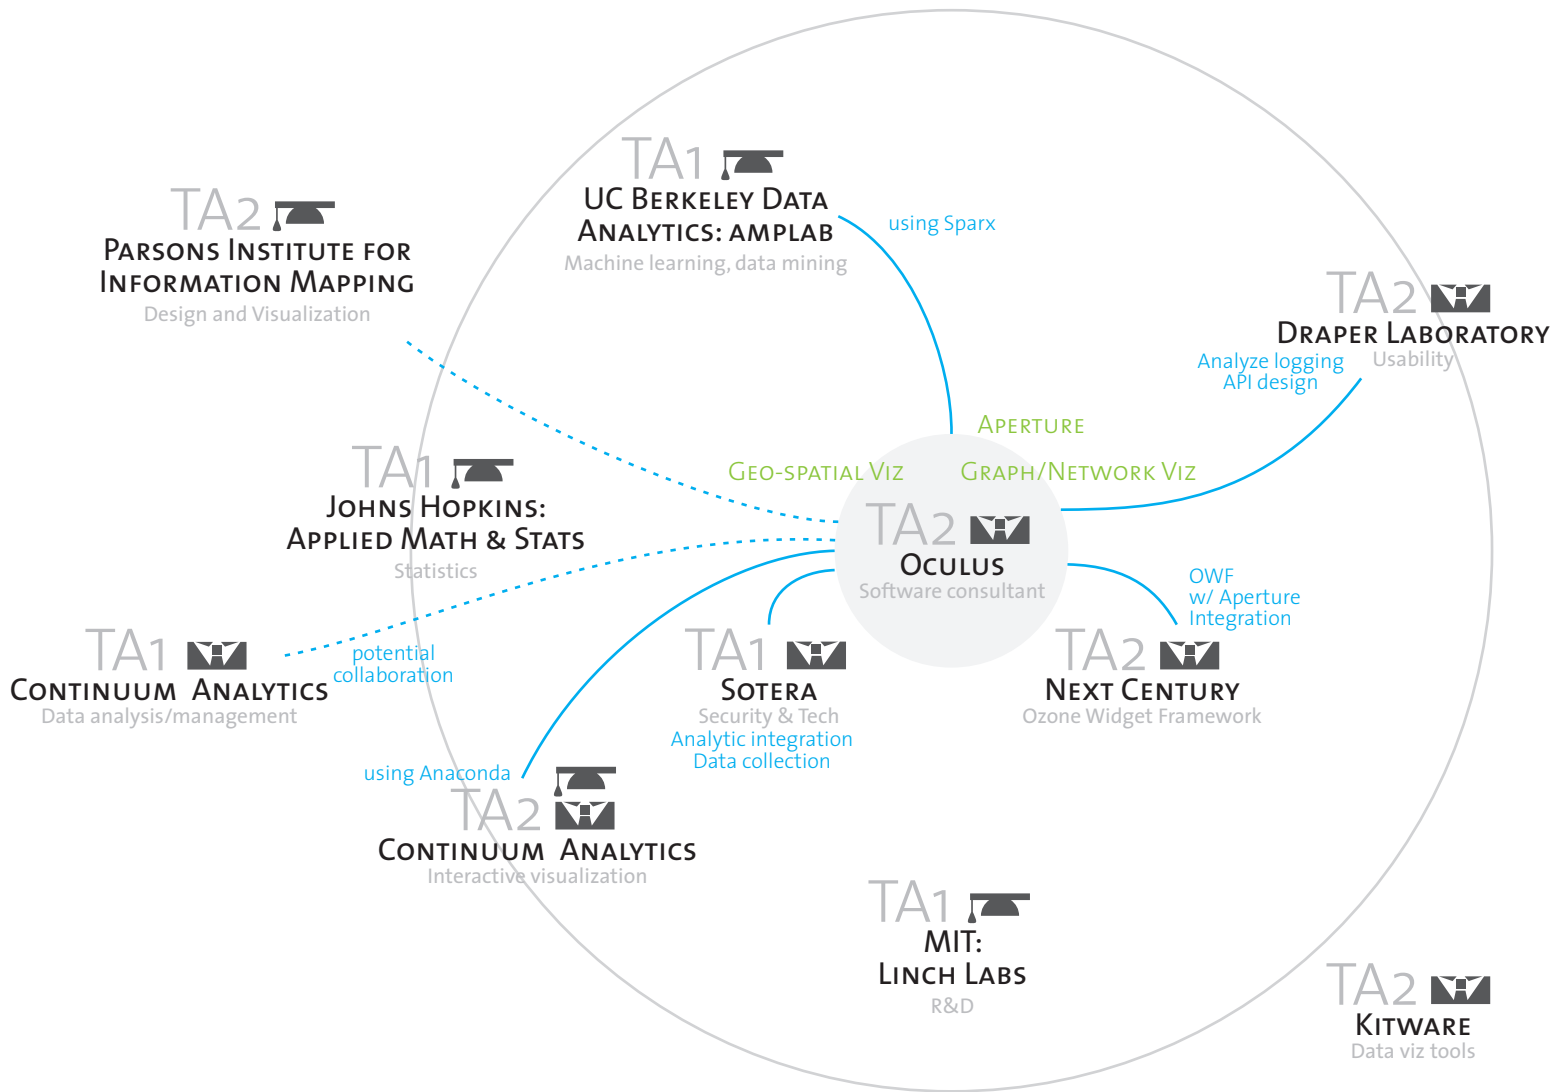 TA1
UC Berkeley Data
Analytics: AMPLab
Machine learning, data mining
using Sparx
TA2
Parsons Institute for
Information Mapping
Design and Visualization
TA2
Draper Laboratory
Usability
Analyze logging
API design
Aperture
Geo-spatial Viz
Graph/Network Viz
TA1
Johns Hopkins:
Applied Math & Stats
Statistics
TA2
Oculus
Software consultant
OWF
w/ Aperture
Integration
TA1
Continuum Analytics
Data analysis/management
potential
collaboration
TA1
Sotera
Security & Tech
Analytic integration
Data collection
TA2
Next Century
Ozone Widget Framework
using Anaconda
TA2
Continuum Analytics
Interactive visualization
TA1
MIT:
Linch Labs
R&D
TA2
Kitware
Data viz tools